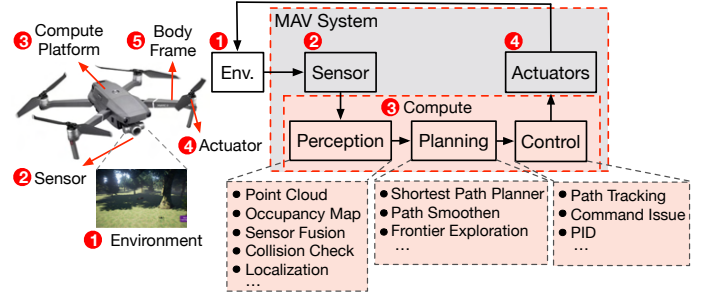 3 Compute
Platform
5 Body
Frame
4 Actuator
2 Sensor
1 Environment
MAV System
1
Env.
2
Sensor
4
Actuators
3 Compute
Perception
Planning
Control
● Point Cloud
● Occupancy Map
● Sensor Fusion
● Collision Check
● Localization
...
● Shortest Path Planner
● Path Smoothen
● Frontier Exploration
...
● Path Tracking
● Command Issue
● PID
...